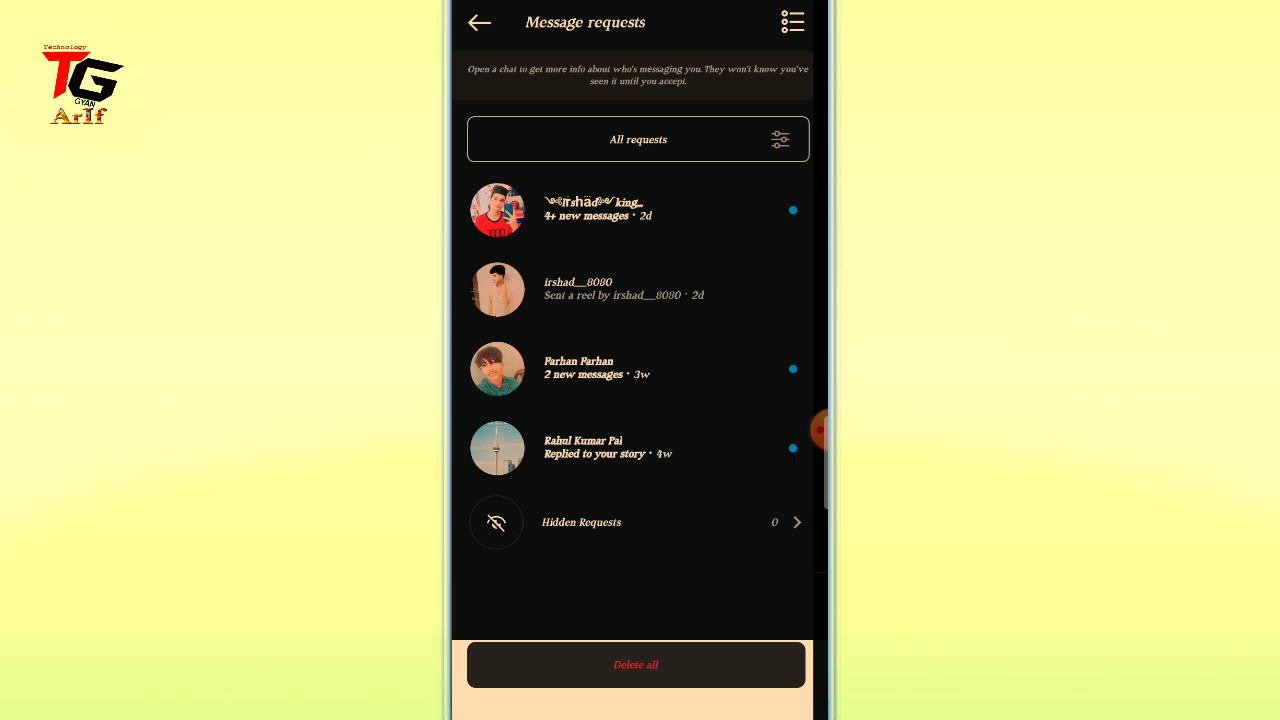 Technology
TG
GYAN
ArIf
Message requests
Open a chat to get more info about who's messaging you. They won't know you've
seen it until you accept.
All requests
༺Irshad༻king...
4+ new messages · 2d
irshad__8080
Sent a reel by irshad__8080 · 2d
Farhan Farhan
2 new messages · 3w
Rahul Kumar Pal
Replied to your story · 4w
Hidden Requests 0
Delete all